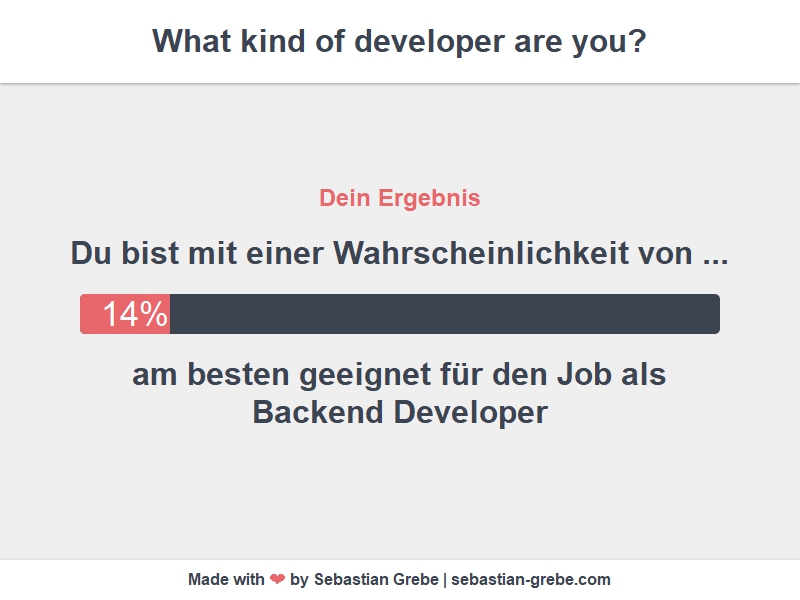 What kind of developer are you?
Dein Ergebnis
Du bist mit einer Wahrscheinlichkeit von ...
14%
am besten geeignet für den Job als
Backend Developer
Made with ❤ by Sebastian Grebe | sebastian-grebe.com